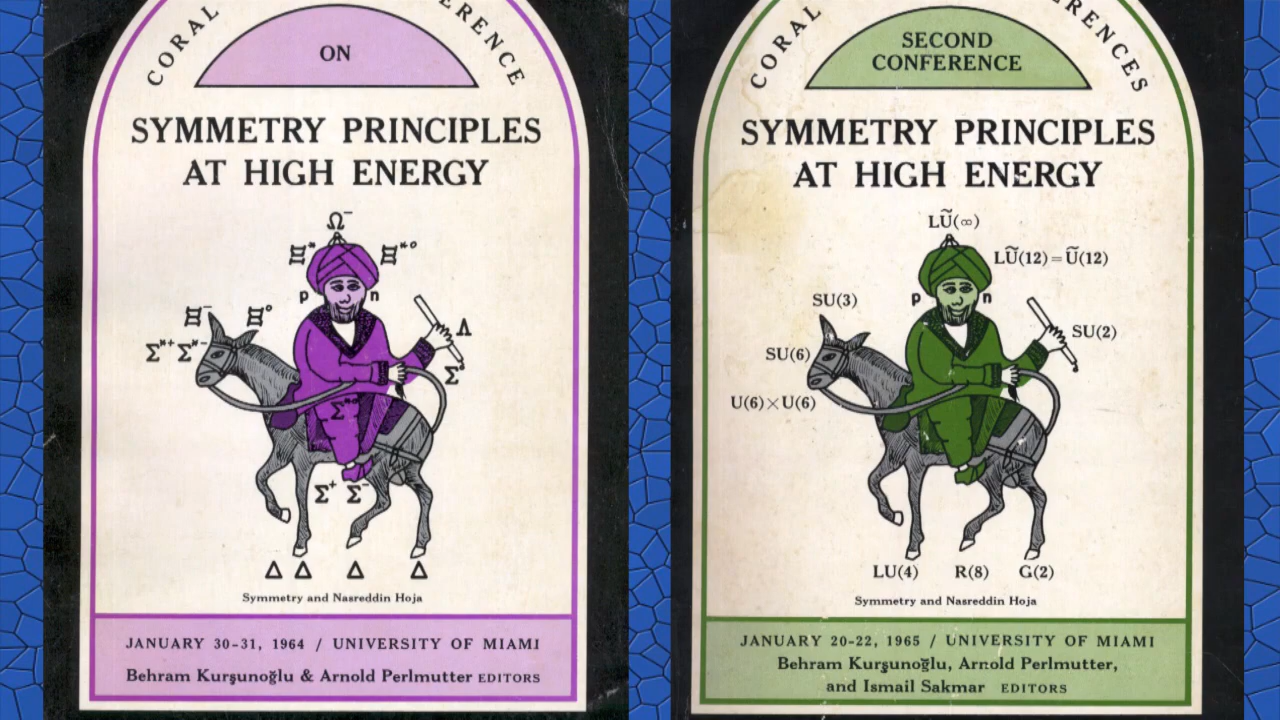 CORAL
ERENCE
ON
SYMMETRY PRINCIPLES
AT HIGH ENERGY
Ω⁻
Ξ* Ξ*⁰
p n
Ξ⁻ Ξ⁰
Λ
Σ*⁺ Σ*⁻
Σ⁰
Σ*⁰
Σ⁺ Σ⁻
Δ Δ Δ Δ
Symmetry and Nasreddin Hoja
JANUARY 30-31, 1964 / UNIVERSITY OF MIAMI
Behram Kurşunoğlu & Arnold Perlmutter EDITORS
CORAL
ERENCES
SECOND
CONFERENCE
SYMMETRY PRINCIPLES
AT HIGH ENERGY
LŨ(∞)
LŨ(12)=Ũ(12)
p n
SU(3)
SU(2)
SU(6)
U(6)×U(6)
LU(4) R(8) G(2)
Symmetry and Nasreddin Hoja
JANUARY 20-22, 1965 / UNIVERSITY OF MIAMI
Behram Kurşunoğlu, Arnold Perlmutter,
and Ismail Sakmar EDITORS